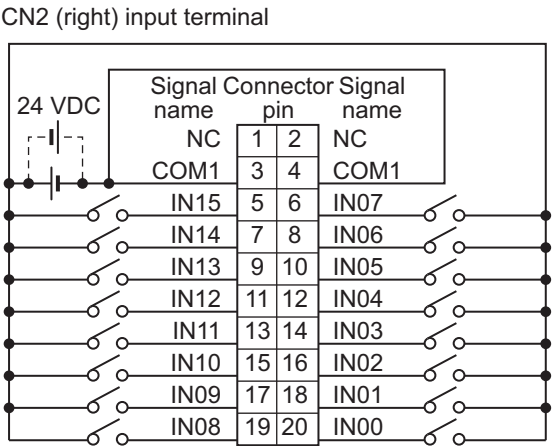 CN2 (right) input terminal
Signal Connector Signal
24 VDC name pin name
NC 1 2 NC
COM1 3 4 COM1
IN15 5 6 IN07
IN14 7 8 IN06
IN13 9 10 IN05
IN12 11 12 IN04
IN11 13 14 IN03
IN10 15 16 IN02
IN09 17 18 IN01
IN08 19 20 IN00